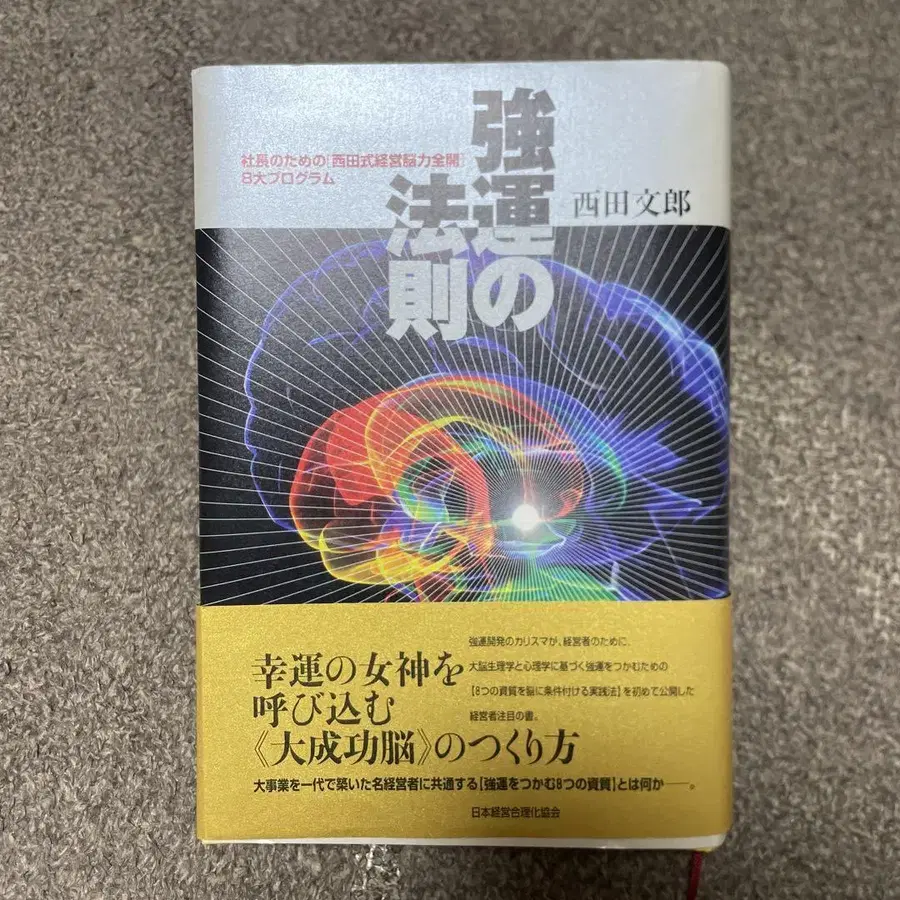 強運の
法則
社長のための[西田式経営脳力全開]
8大プログラム
西田文郎
幸運の女神を
呼び込む
《大成功脳》のつくり方
強運開発のカリスマが、経営者のために、
大脳生理学と心理学に基づく強運をつかむための
【8つの資質を脳に条件付ける実践法】を初めて公開した
経営者注目の書。
大事業を一代で築いた名経営者に共通する【強運をつかむ8つの資質】とは何か――。
日本経営合理化協会